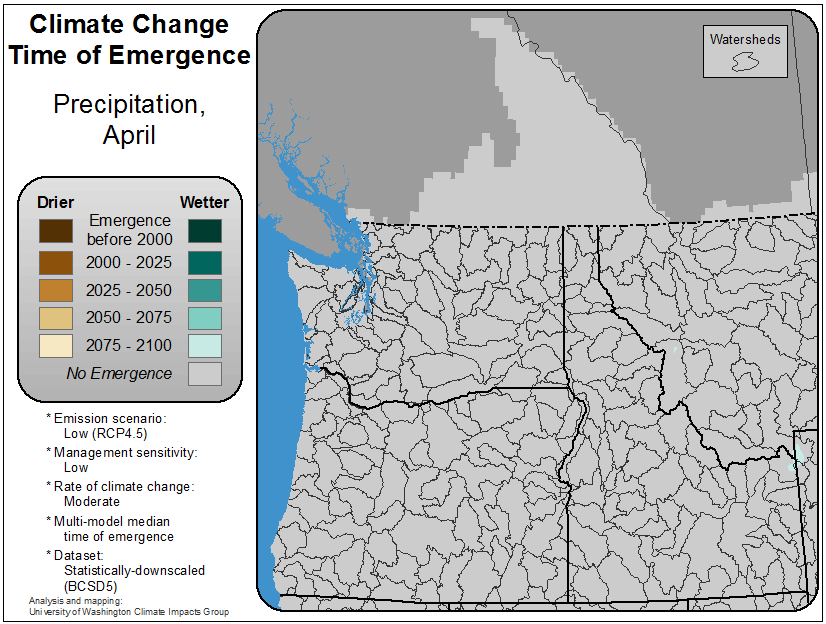 Climate Change
Time of Emergence
Precipitation,
April
Drier
Wetter
Emergence
before 2000
2000 - 2025
2025 - 2050
2050 - 2075
2075 - 2100
No Emergence
* Emission scenario:
Low (RCP4.5)
* Management sensitivity:
Low
* Rate of climate change:
Moderate
* Multi-model median
time of emergence
* Dataset:
Statistically-downscaled
(BCSD5)
Analysis and mapping:
University of Washington Climate Impacts Group
Watersheds